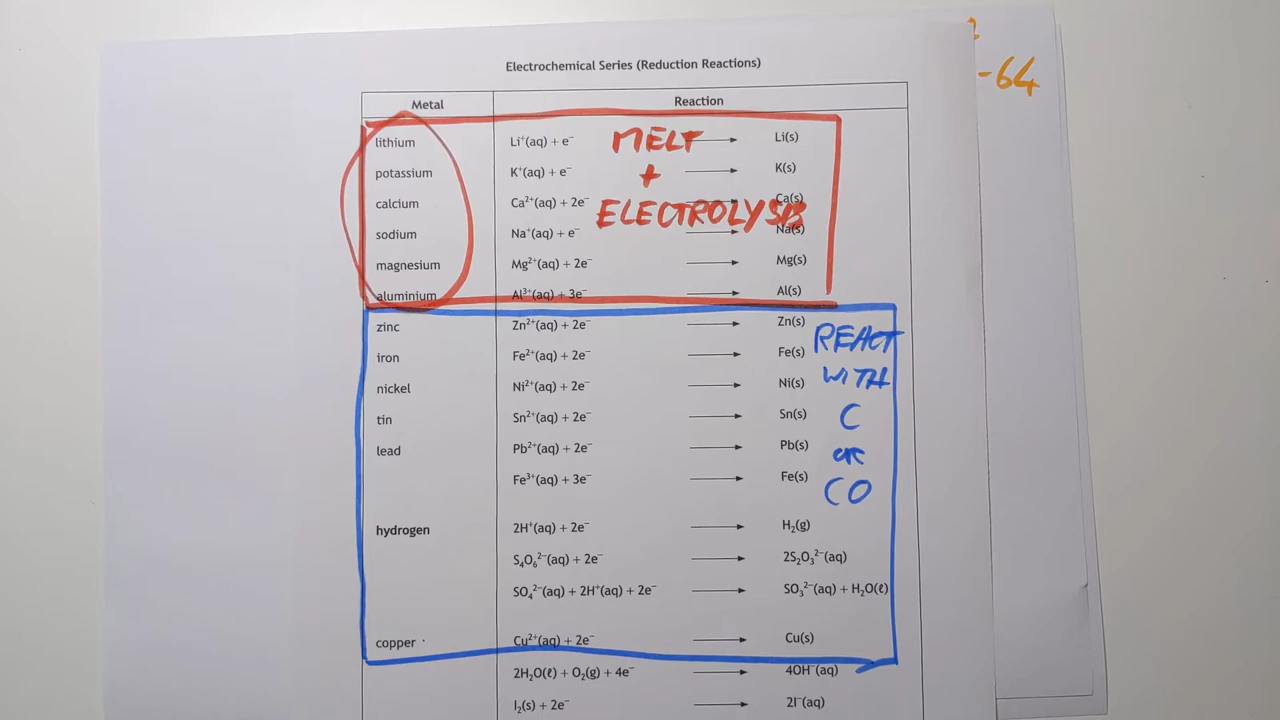 2
-64
Electrochemical Series (Reduction Reactions)
Metal Reaction
lithium Li⁺(aq) + e⁻ MELT Li(s)
potassium K⁺(aq) + e⁻ + K(s)
calcium Ca²⁺(aq) + 2e⁻ ELECTROLYSIS Ca(s)
sodium Na⁺(aq) + e⁻ Na(s)
magnesium Mg²⁺(aq) + 2e⁻ Mg(s)
aluminium Al³⁺(aq) + 3e⁻ Al(s)
zinc Zn²⁺(aq) + 2e⁻ Zn(s) REACT
iron Fe²⁺(aq) + 2e⁻ Fe(s)
nickel Ni²⁺(aq) + 2e⁻ Ni(s) WITH
tin Sn²⁺(aq) + 2e⁻ Sn(s) C
lead Pb²⁺(aq) + 2e⁻ Pb(s) OR
Fe³⁺(aq) + 3e⁻ Fe(s) CO
hydrogen 2H⁺(aq) + 2e⁻ H₂(g)
S₄O₆²⁻(aq) + 2e⁻ 2S₂O₃²⁻(aq)
SO₄²⁻(aq) + 2H⁺(aq) + 2e⁻ SO₃²⁻(aq) + H₂O(ℓ)
copper Cu²⁺(aq) + 2e⁻ Cu(s)
2H₂O(ℓ) + O₂(g) + 4e⁻ 4OH⁻(aq)
I₂(s) + 2e⁻ 2I⁻(aq)